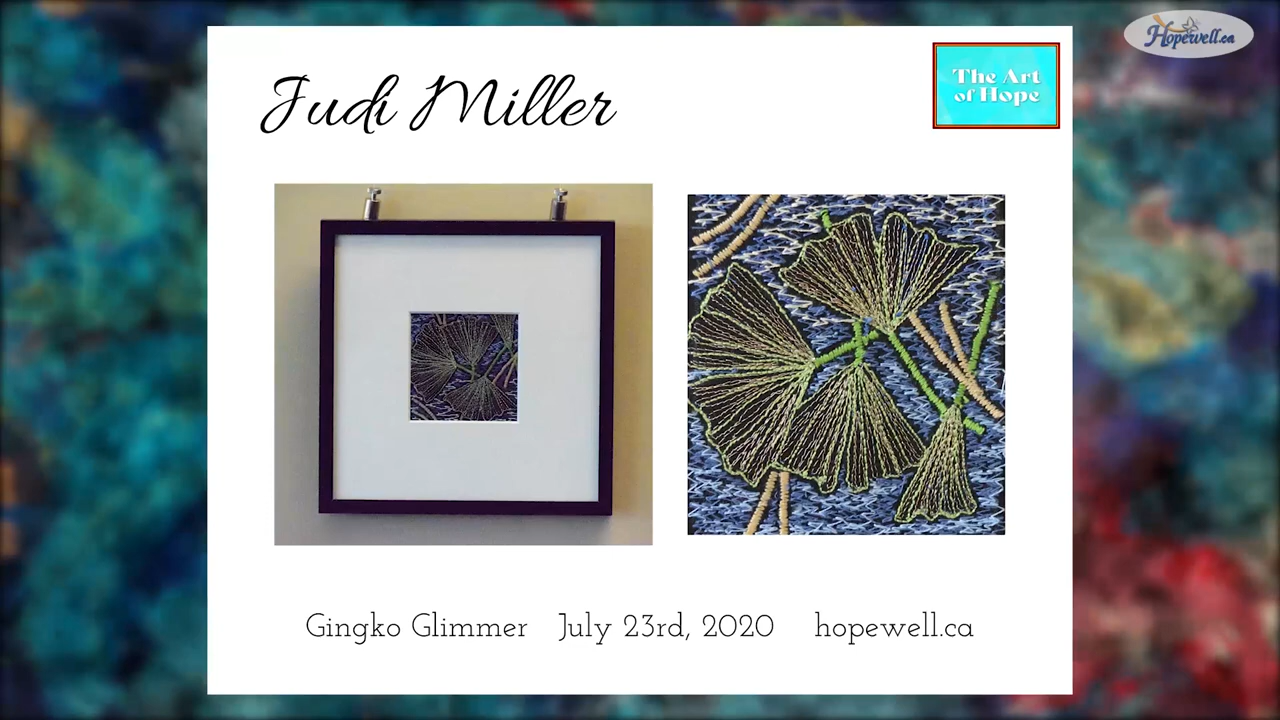 Hopewell.ca
Judi Miller
The Art
of Hope
Gingko Glimmer July 23rd, 2020 hopewell.ca